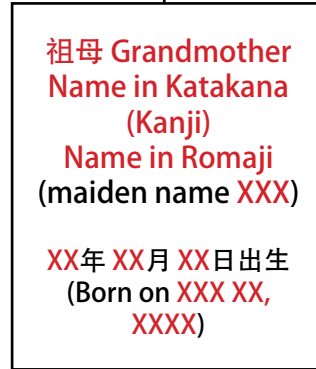 祖母 Grandmother
Name in Katakana
(Kanji)
Name in Romaji
(maiden name XXX)
XX年 XX月 XX日出生
(Born on XXX XX,
XXXX)